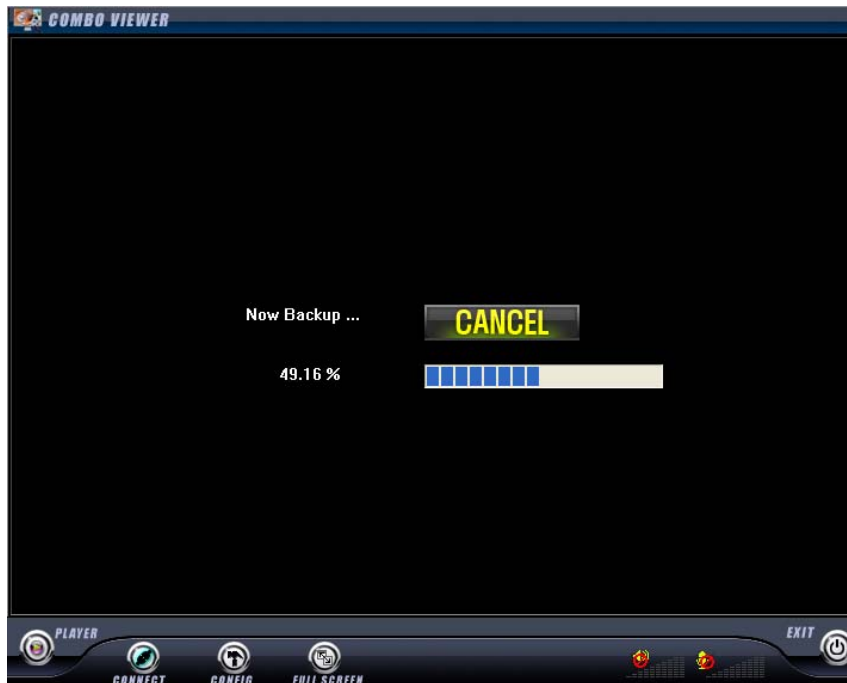 COMBO VIEWER
Now Backup ...
CANCEL
49.16 %
PLAYER
EXIT
CONNECT
CONFIG
FULL SCREEN